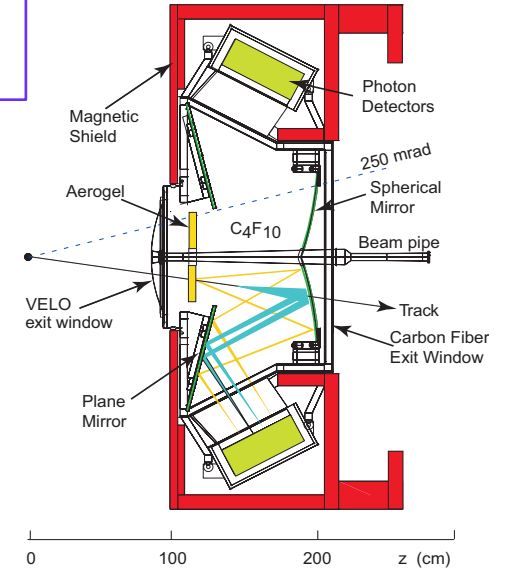 Photon
Detectors
Magnetic
Shield
250 mrad
Aerogel
Spherical
Mirror
C4F10
Beam pipe
VELO
exit window
Track
Carbon Fiber
Exit Window
Plane
Mirror
0 100 200 z (cm)